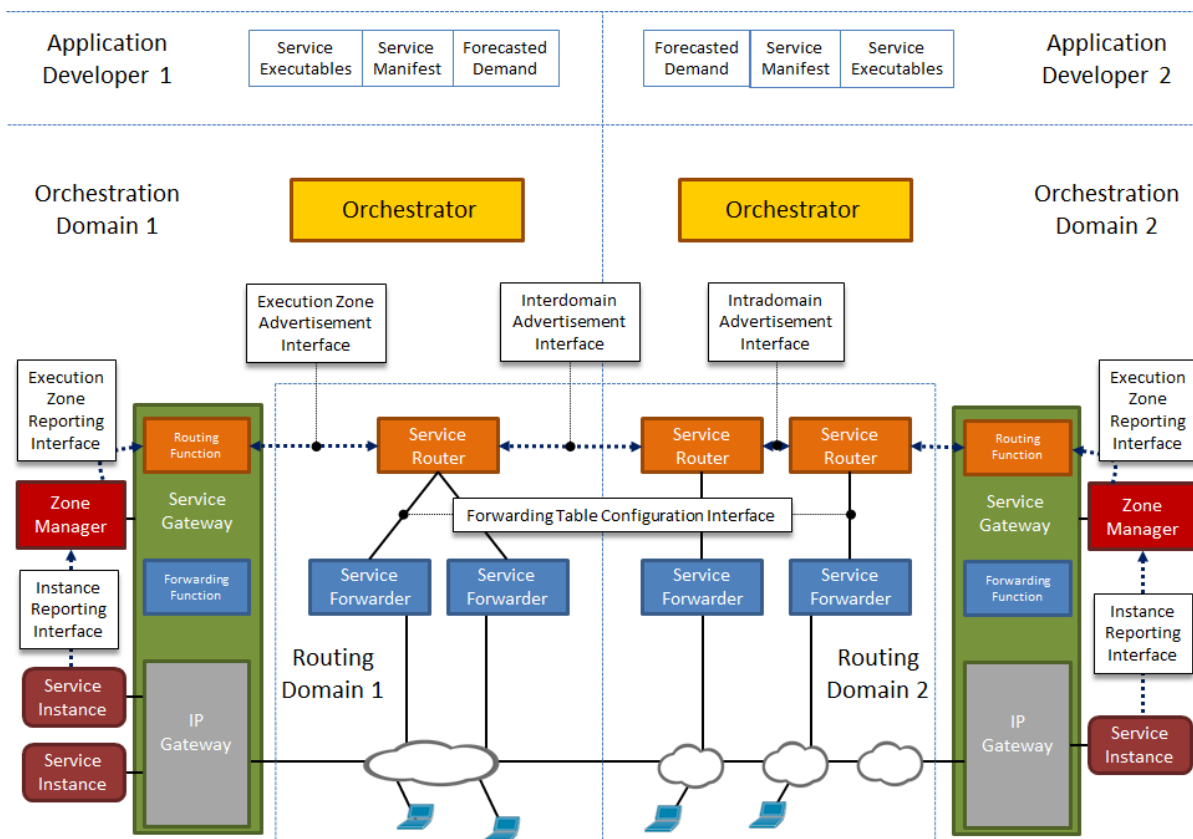 Application
Developer 1
Service
Executables
Service
Manifest
Forecasted
Demand
Forecasted
Demand
Service
Manifest
Service
Executables
Application
Developer 2
Orchestration
Domain 1
Orchestrator
Orchestrator
Orchestration
Domain 2
Execution Zone
Advertisement
Interface
Interdomain
Advertisement
Interface
Intradomain
Advertisement
Interface
Execution
Zone
Reporting
Interface
Routing
Function
Service
Router
Service
Router
Service
Router
Routing
Function
Execution
Zone
Reporting
Interface
Zone
Manager
Service
Gateway
Forwarding Table Configuration Interface
Service
Gateway
Zone
Manager
Instance
Reporting
Interface
Forwarding
Function
Service
Forwarder
Service
Forwarder
Service
Forwarder
Service
Forwarder
Forwarding
Function
Instance
Reporting
Interface
Routing
Domain 1
Routing
Domain 2
Service
Instance
IP
Gateway
IP
Gateway
Service
Instance
Service
Instance